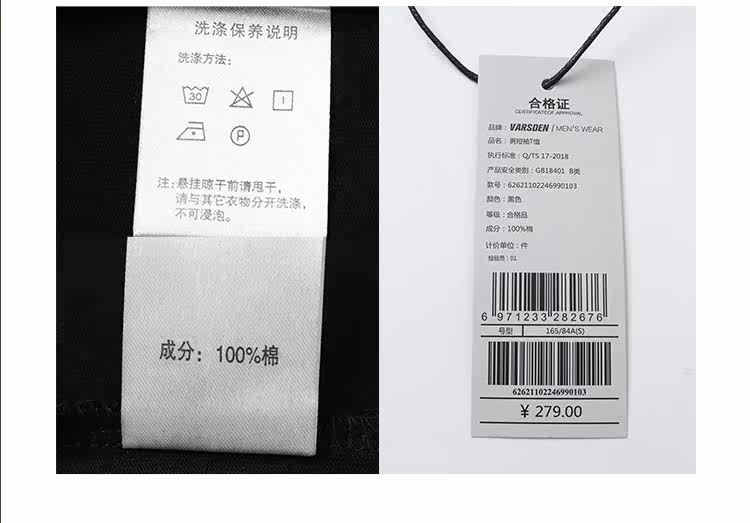 洗涤保养说明
洗涤方法:
30
P
注:悬挂晾干前请甩干,
请与其它衣物分开洗涤,
不可浸泡。
成分: 100%棉
合格证
CERTIFICATE OF APPROVAL
品牌: VARSDEN / MEN'S WEAR
品名: 男短袖T恤
执行标准: Q/TS 17-2018
产品安全类别: GB18401 B类
款号: 62621102246990103
颜色: 黑色
等级: 合格品
成分: 100%棉
计价单位: 件
检验员: 01
6 971233 282676
号型 165/84A(S)
62621102246990103
¥ 279.00